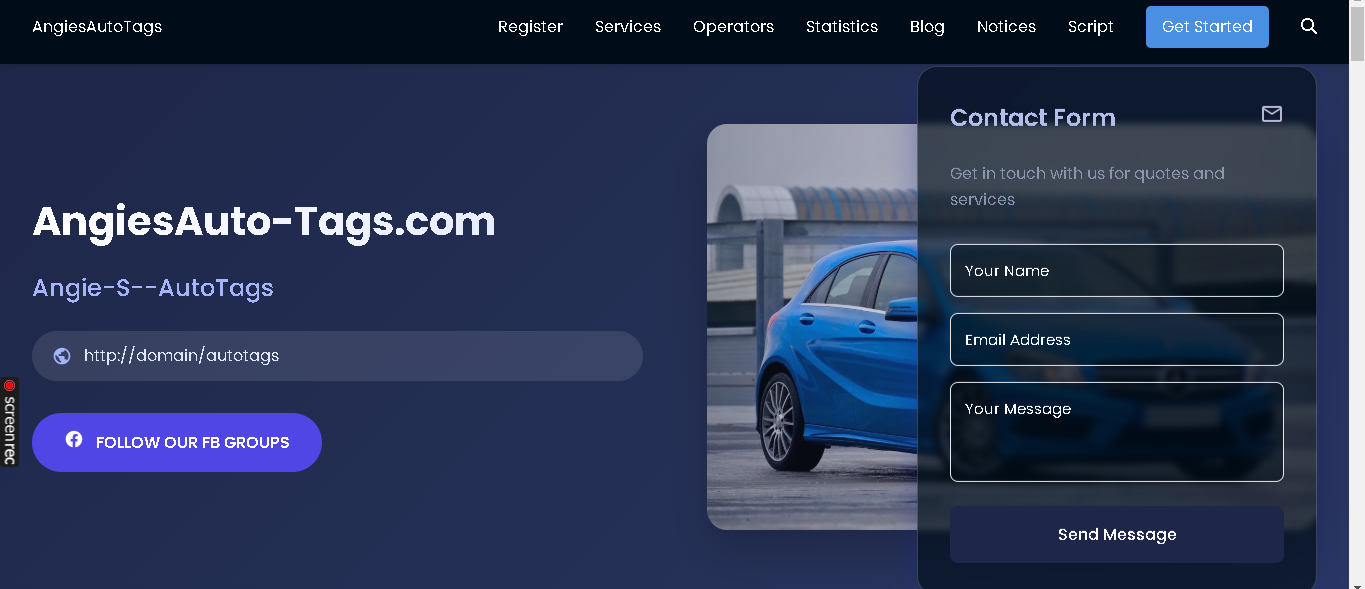 AngiesAutoTags
Register
Services
Operators
Statistics
Blog
Notices
Script
Get Started
AngiesAuto-Tags.com
Angie-S--AutoTags
http://domain/autotags
FOLLOW OUR FB GROUPS
Contact Form
Get in touch with us for quotes and
services
Your Name
Email Address
Your Message
Send Message
screenrec